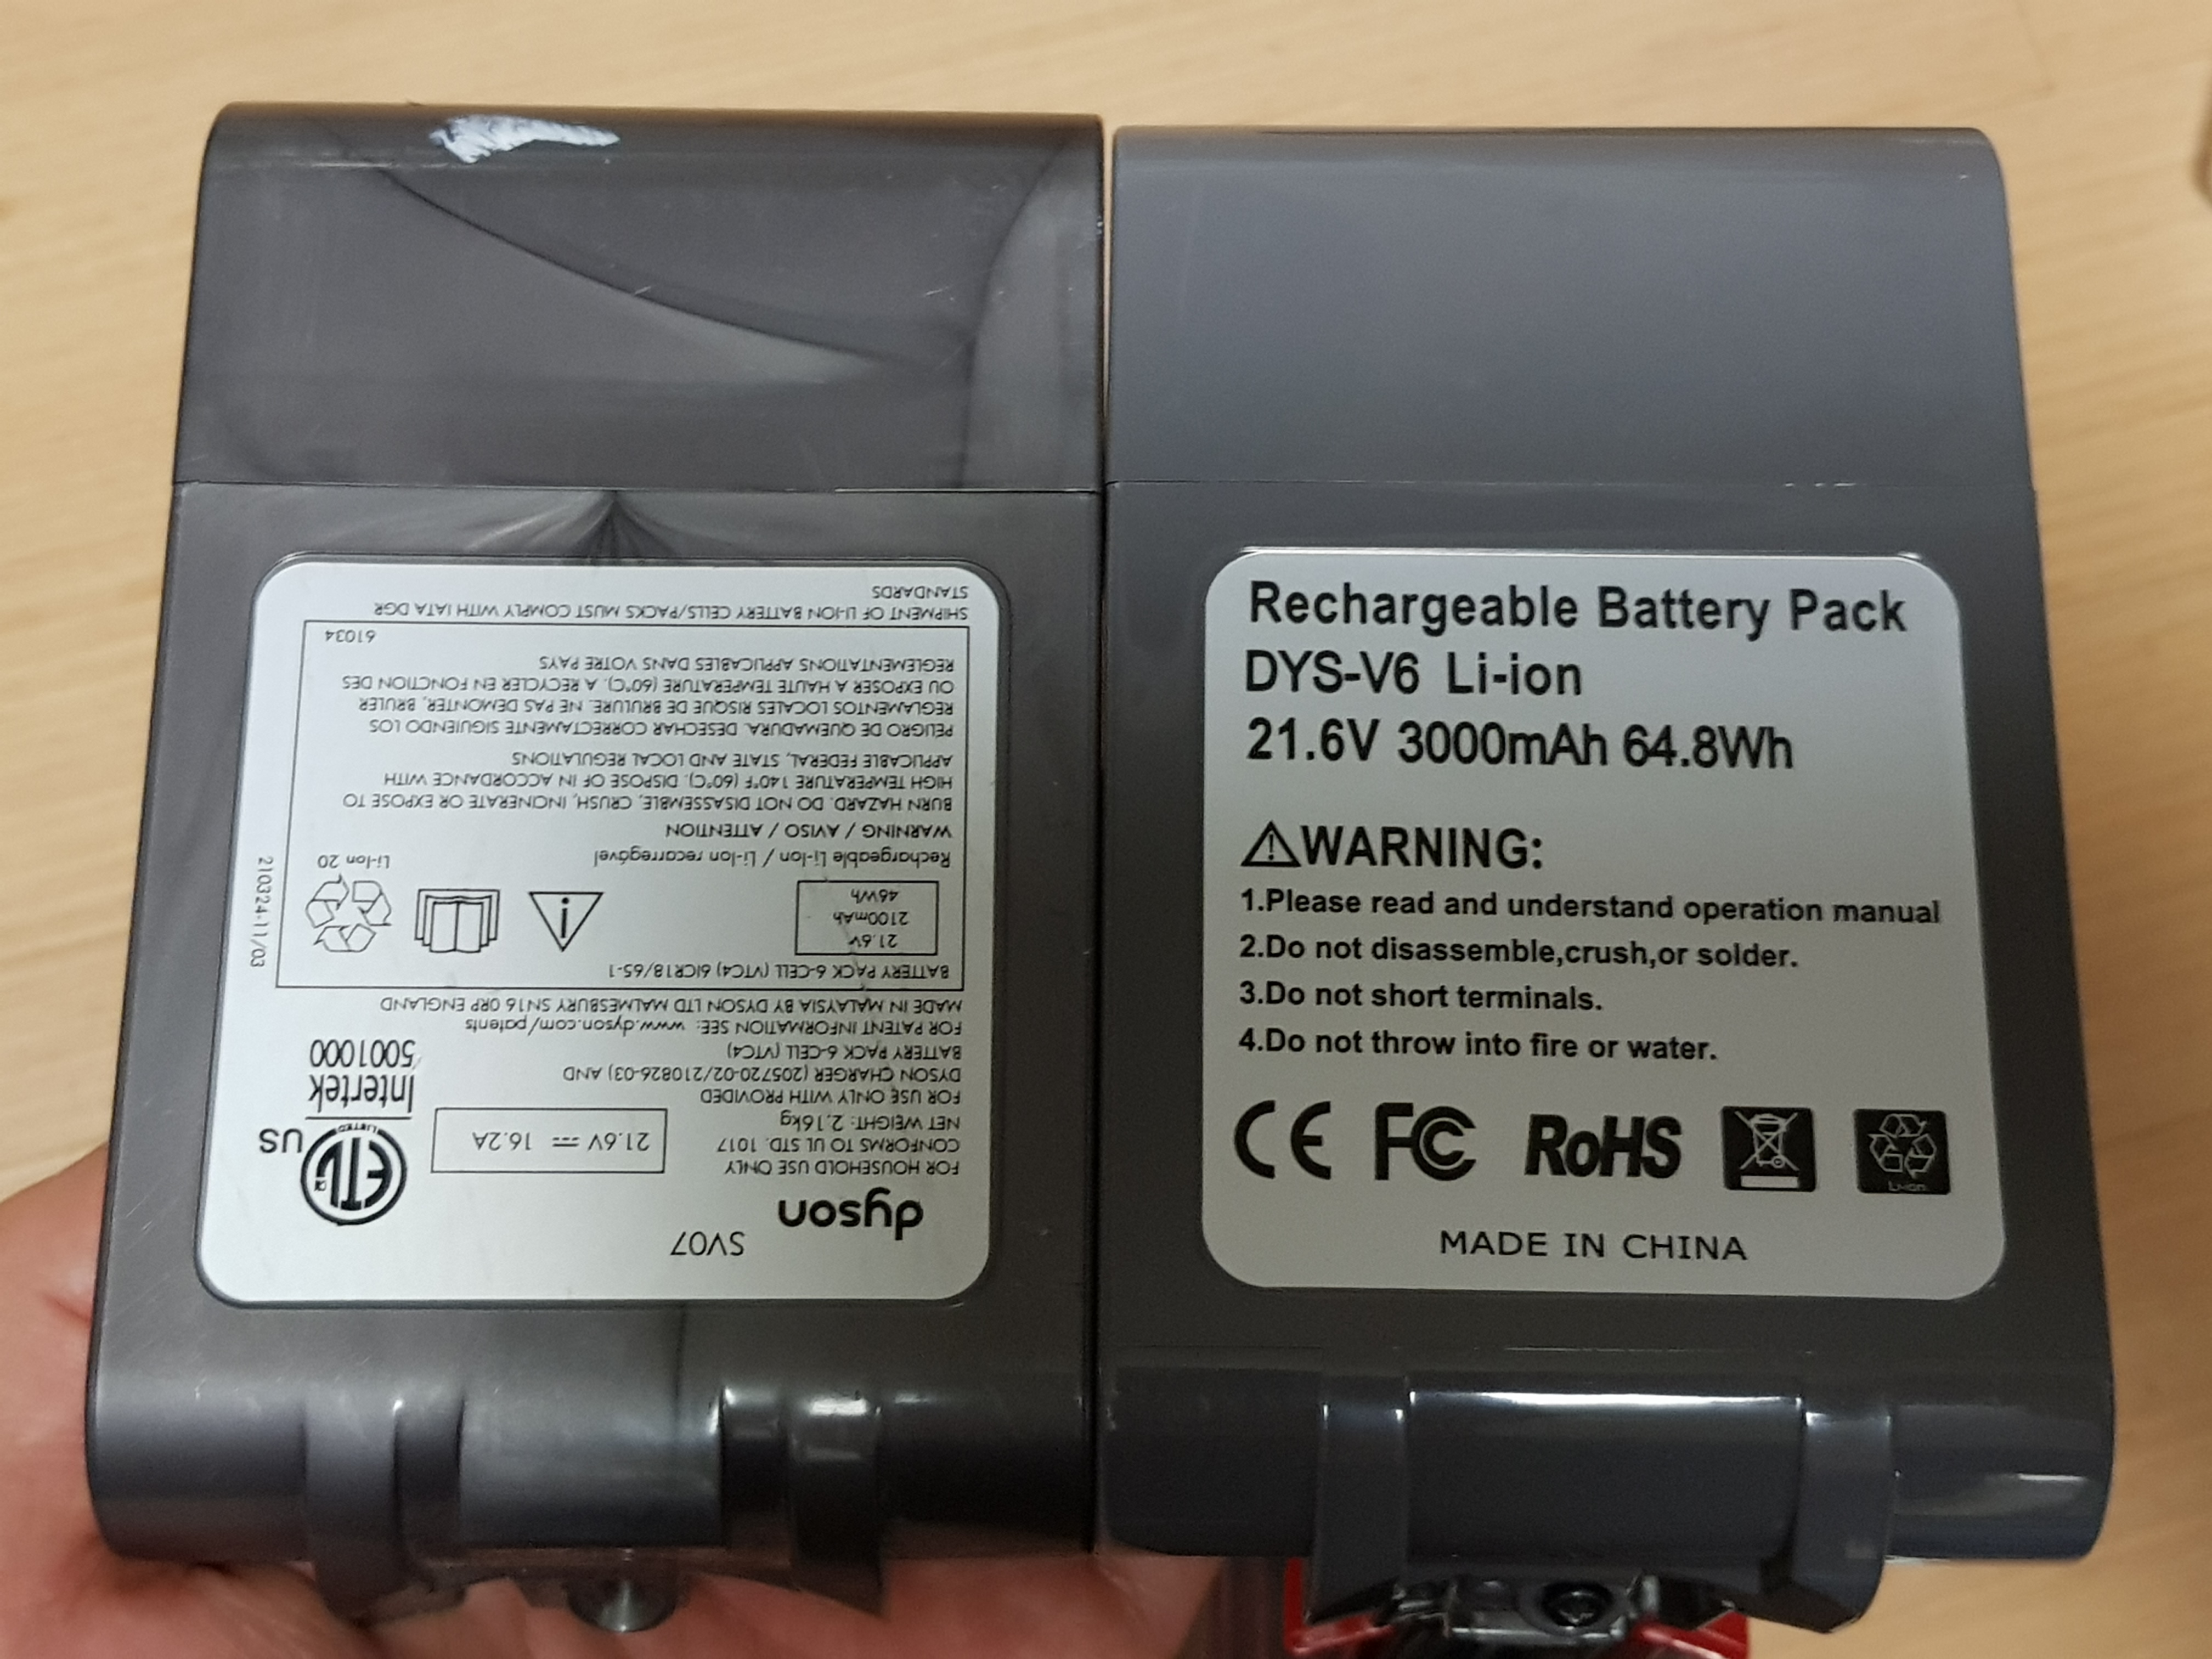 dyson
SV07
FOR HOUSEHOLD USE ONLY
CONFORMS TO UL STD. 1017
NET WEIGHT: 2,16kg
FOR USE ONLY WITH PROVIDED
DYSON CHARGER (205720-02/210826-03) AND
BATTERY PACK 6-CELL (VTC4)
21.6V ⎓ 16.2A
ETL
LISTED
US
Intertek
5001000
FOR PATENT INFORMATION SEE: www.dyson.com/patents
MADE IN MALAYSIA BY DYSON LTD MALMESBURY SN16 0RP ENGLAND
BATTERY PACK 6-CELL (VTC4) 6ICR18/65-1
21.6V
2100mAh
46Wh
Li-Ion 20
Rechargeable Li-Ion / Li-Ion recarregável
WARNING / AVISO / ATTENTION
BURN HAZARD. DO NOT DISASSEMBLE, CRUSH, INCINERATE OR EXPOSE TO
HIGH TEMPERATURE 140°F (60°C). DISPOSE OF IN ACCORDANCE WITH
APPLICABLE FEDERAL, STATE AND LOCAL REGULATIONS
PELIGRO DE QUEMADURA. DESECHAR CORRECTAMENTE SIGUIENDO LOS
REGLAMENTOS LOCALES RISQUE DE BRULURE. NE PAS DEMONTER, BRULER
OU EXPOSER A HAUTE TEMPERATURE (60°C). A RECYCLER EN FONCTION DES
REGLEMENTATIONS APPLICABLES DANS VOTRE PAYS
61034
SHIPMENT OF LI-ION BATTERY CELLS/PACKS MUST COMPLY WITH IATA DGR
STANDARDS
210324-11/03
Rechargeable Battery Pack
DYS-V6 Li-ion
21.6V 3000mAh 64.8Wh
WARNING:
1.Please read and understand operation manual
2.Do not disassemble,crush,or solder.
3.Do not short terminals.
4.Do not throw into fire or water.
CE FC RoHS
Li-ion
MADE IN CHINA